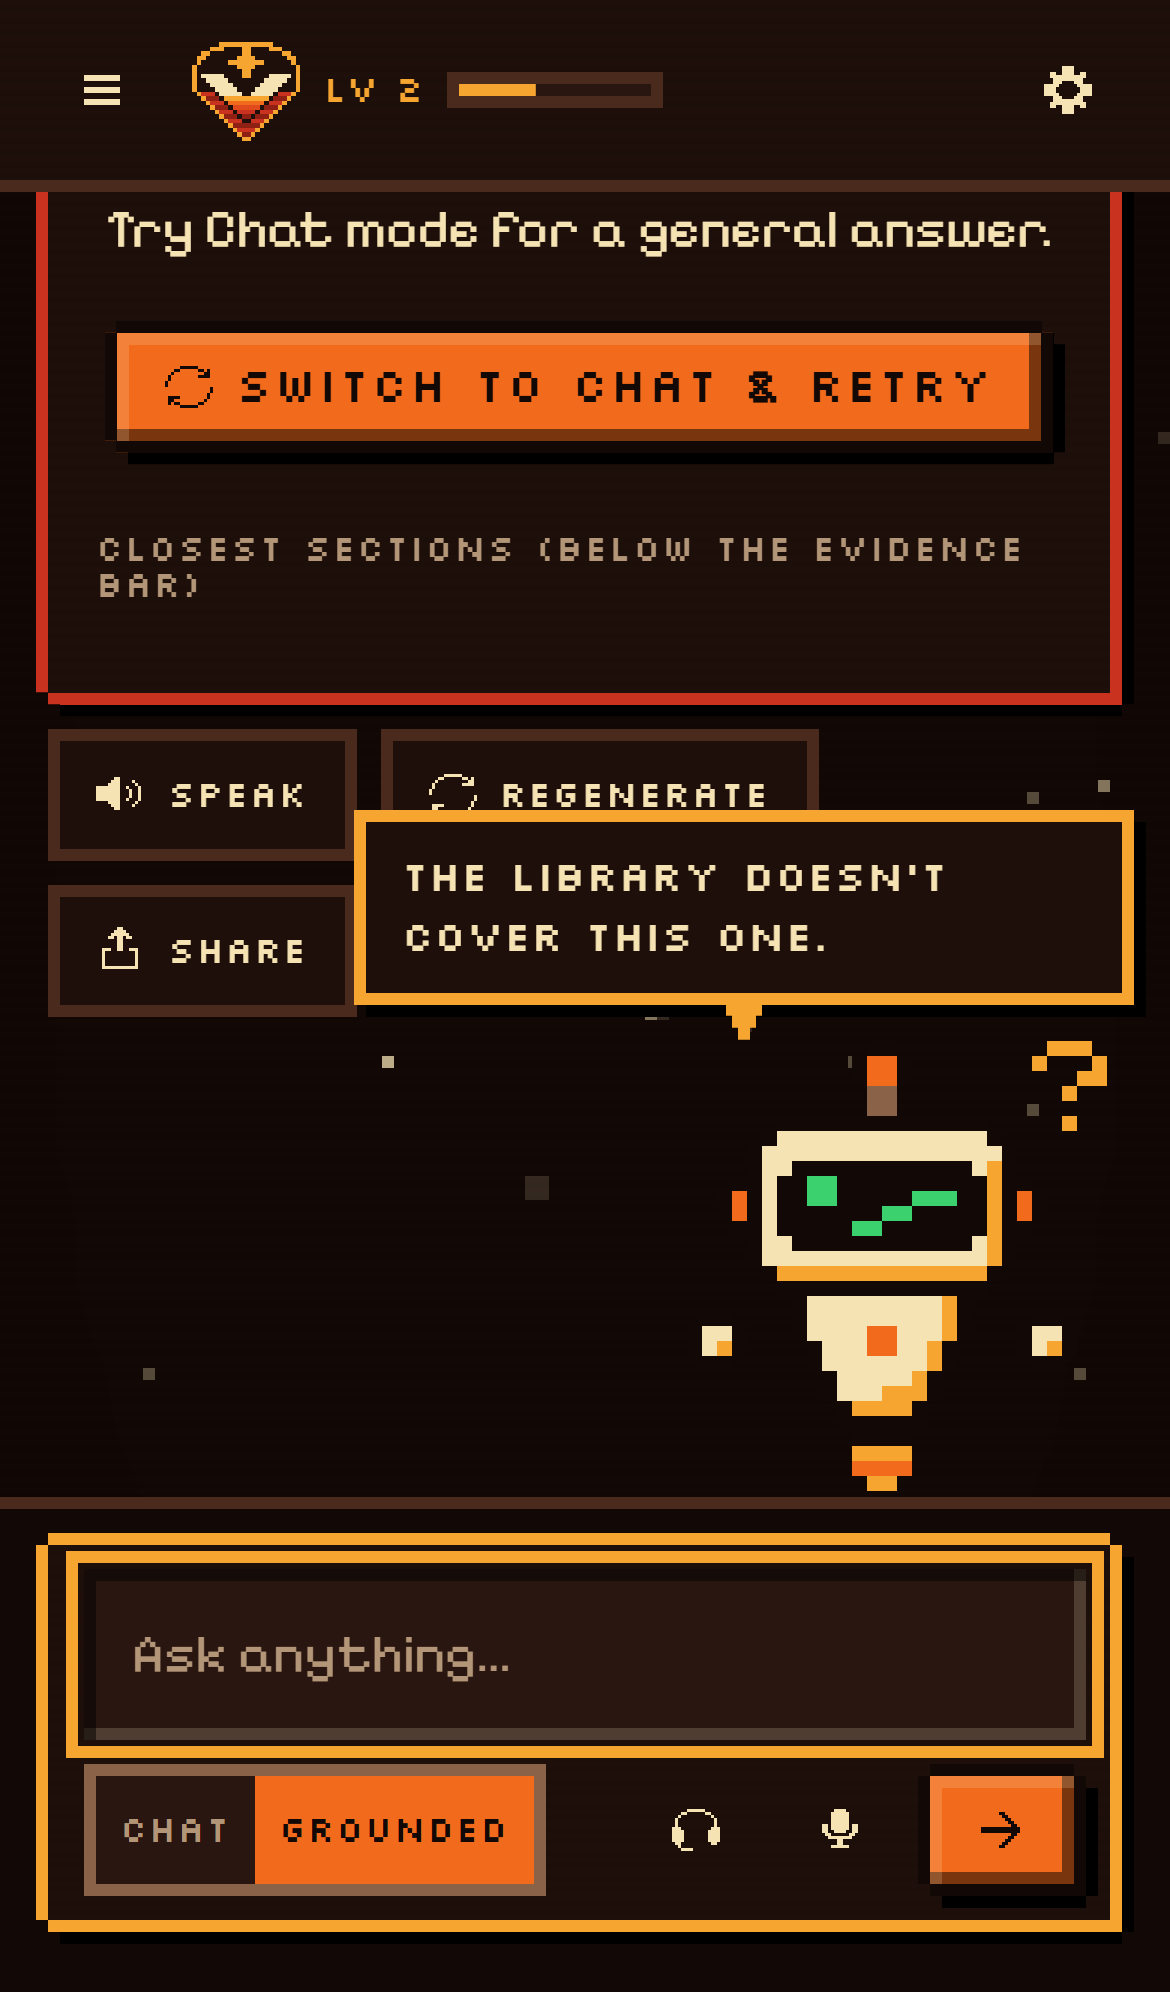 LV 2
Try Chat mode for a general answer.
SWITCH TO CHAT & RETRY
CLOSEST SECTIONS (BELOW THE EVIDENCE
BAR)
SPEAK
REGENERATE
THE LIBRARY DOESN'T
COVER THIS ONE.
SHARE
?
Ask anything...
CHAT
GROUNDED